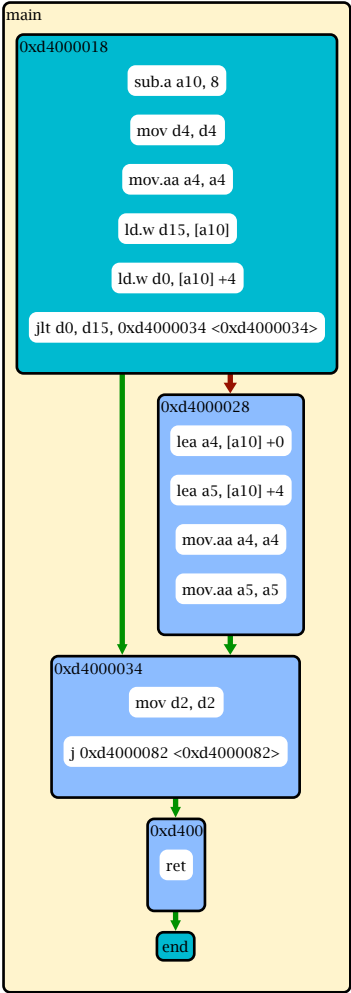 main
0xd4000018
sub.a a10, 8
mov d4, d4
mov.aa a4, a4
ld.w d15, [a10]
ld.w d0, [a10] +4
jlt d0, d15, 0xd4000034 <0xd4000034>
0xd4000028
lea a4, [a10] +0
lea a5, [a10] +4
mov.aa a4, a4
mov.aa a5, a5
0xd4000034
mov d2, d2
j 0xd4000082 <0xd4000082>
0xd400
ret
end